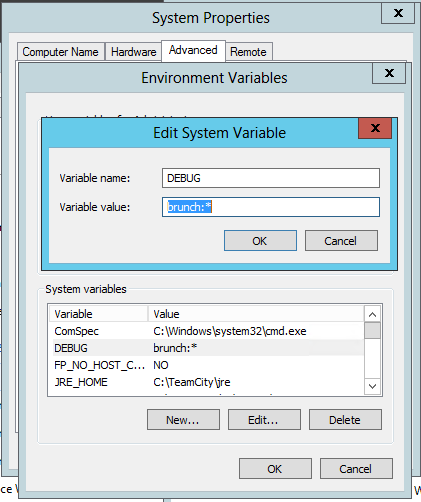 System Properties
x
Computer Name Hardware Advanced Remote
Environment Variables
x
Edit System Variable
x
Variable name: DEBUG
Variable value: brunch:*
OK Cancel
System variables
Variable Value
ComSpec C:\Windows\system32\cmd.exe
DEBUG brunch:*
FP_NO_HOST_C... NO
JRE_HOME C:\TeamCity\jre
New... Edit... Delete
OK Cancel
ce